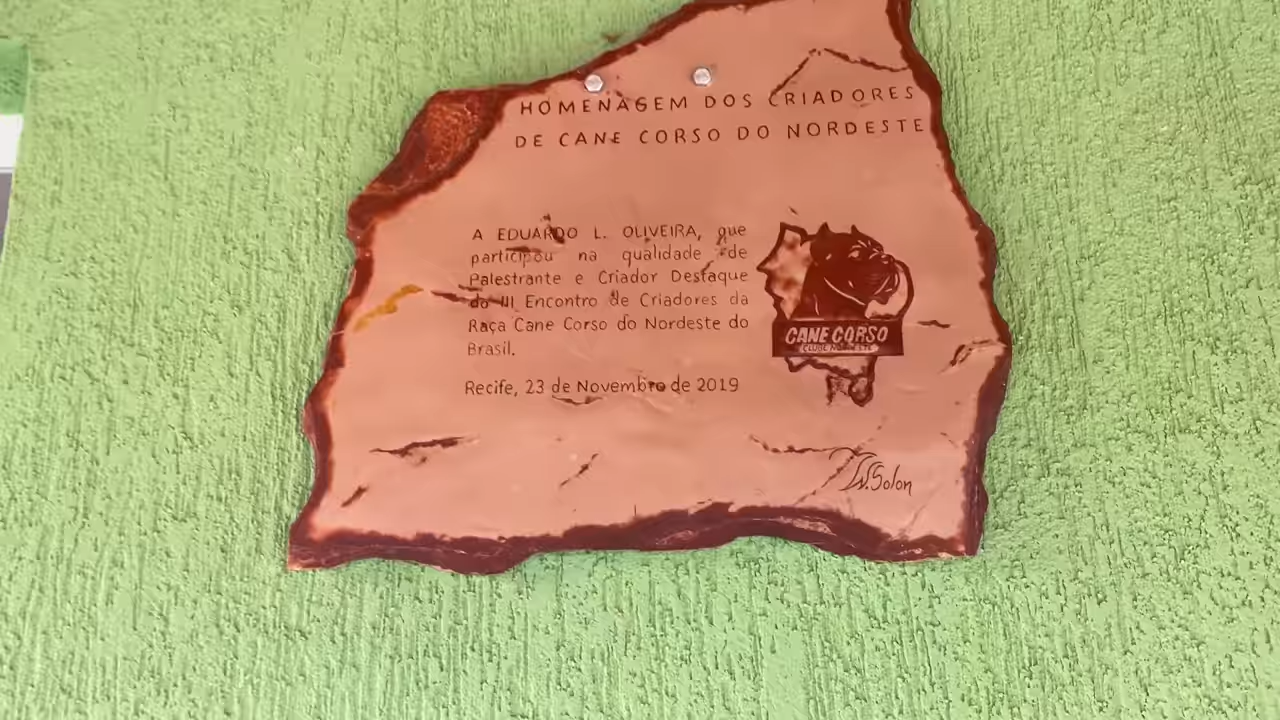 HOMENAGEM DOS CRIADORES
DE CANE CORSO DO NORDESTE
A EDUARDO L. OLIVEIRA, que
participou na qualidade de
Palestrante e Criador Destaque
do III Encontro de Criadores da
Raça Cane Corso do Nordeste do
Brasil.
Recife, 23 de Novembro de 2019
CANE CORSO
CLUBE NORDESTE
W.Solon